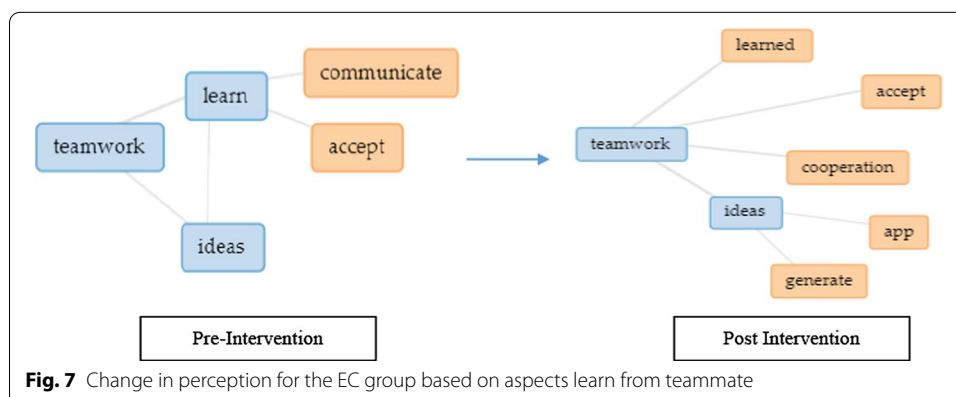 communicate
learn
teamwork
accept
ideas
Pre-Intervention
learned
accept
teamwork
cooperation
ideas
app
generate
Post Intervention
Fig. 7 Change in perception for the EC group based on aspects learn from teammate